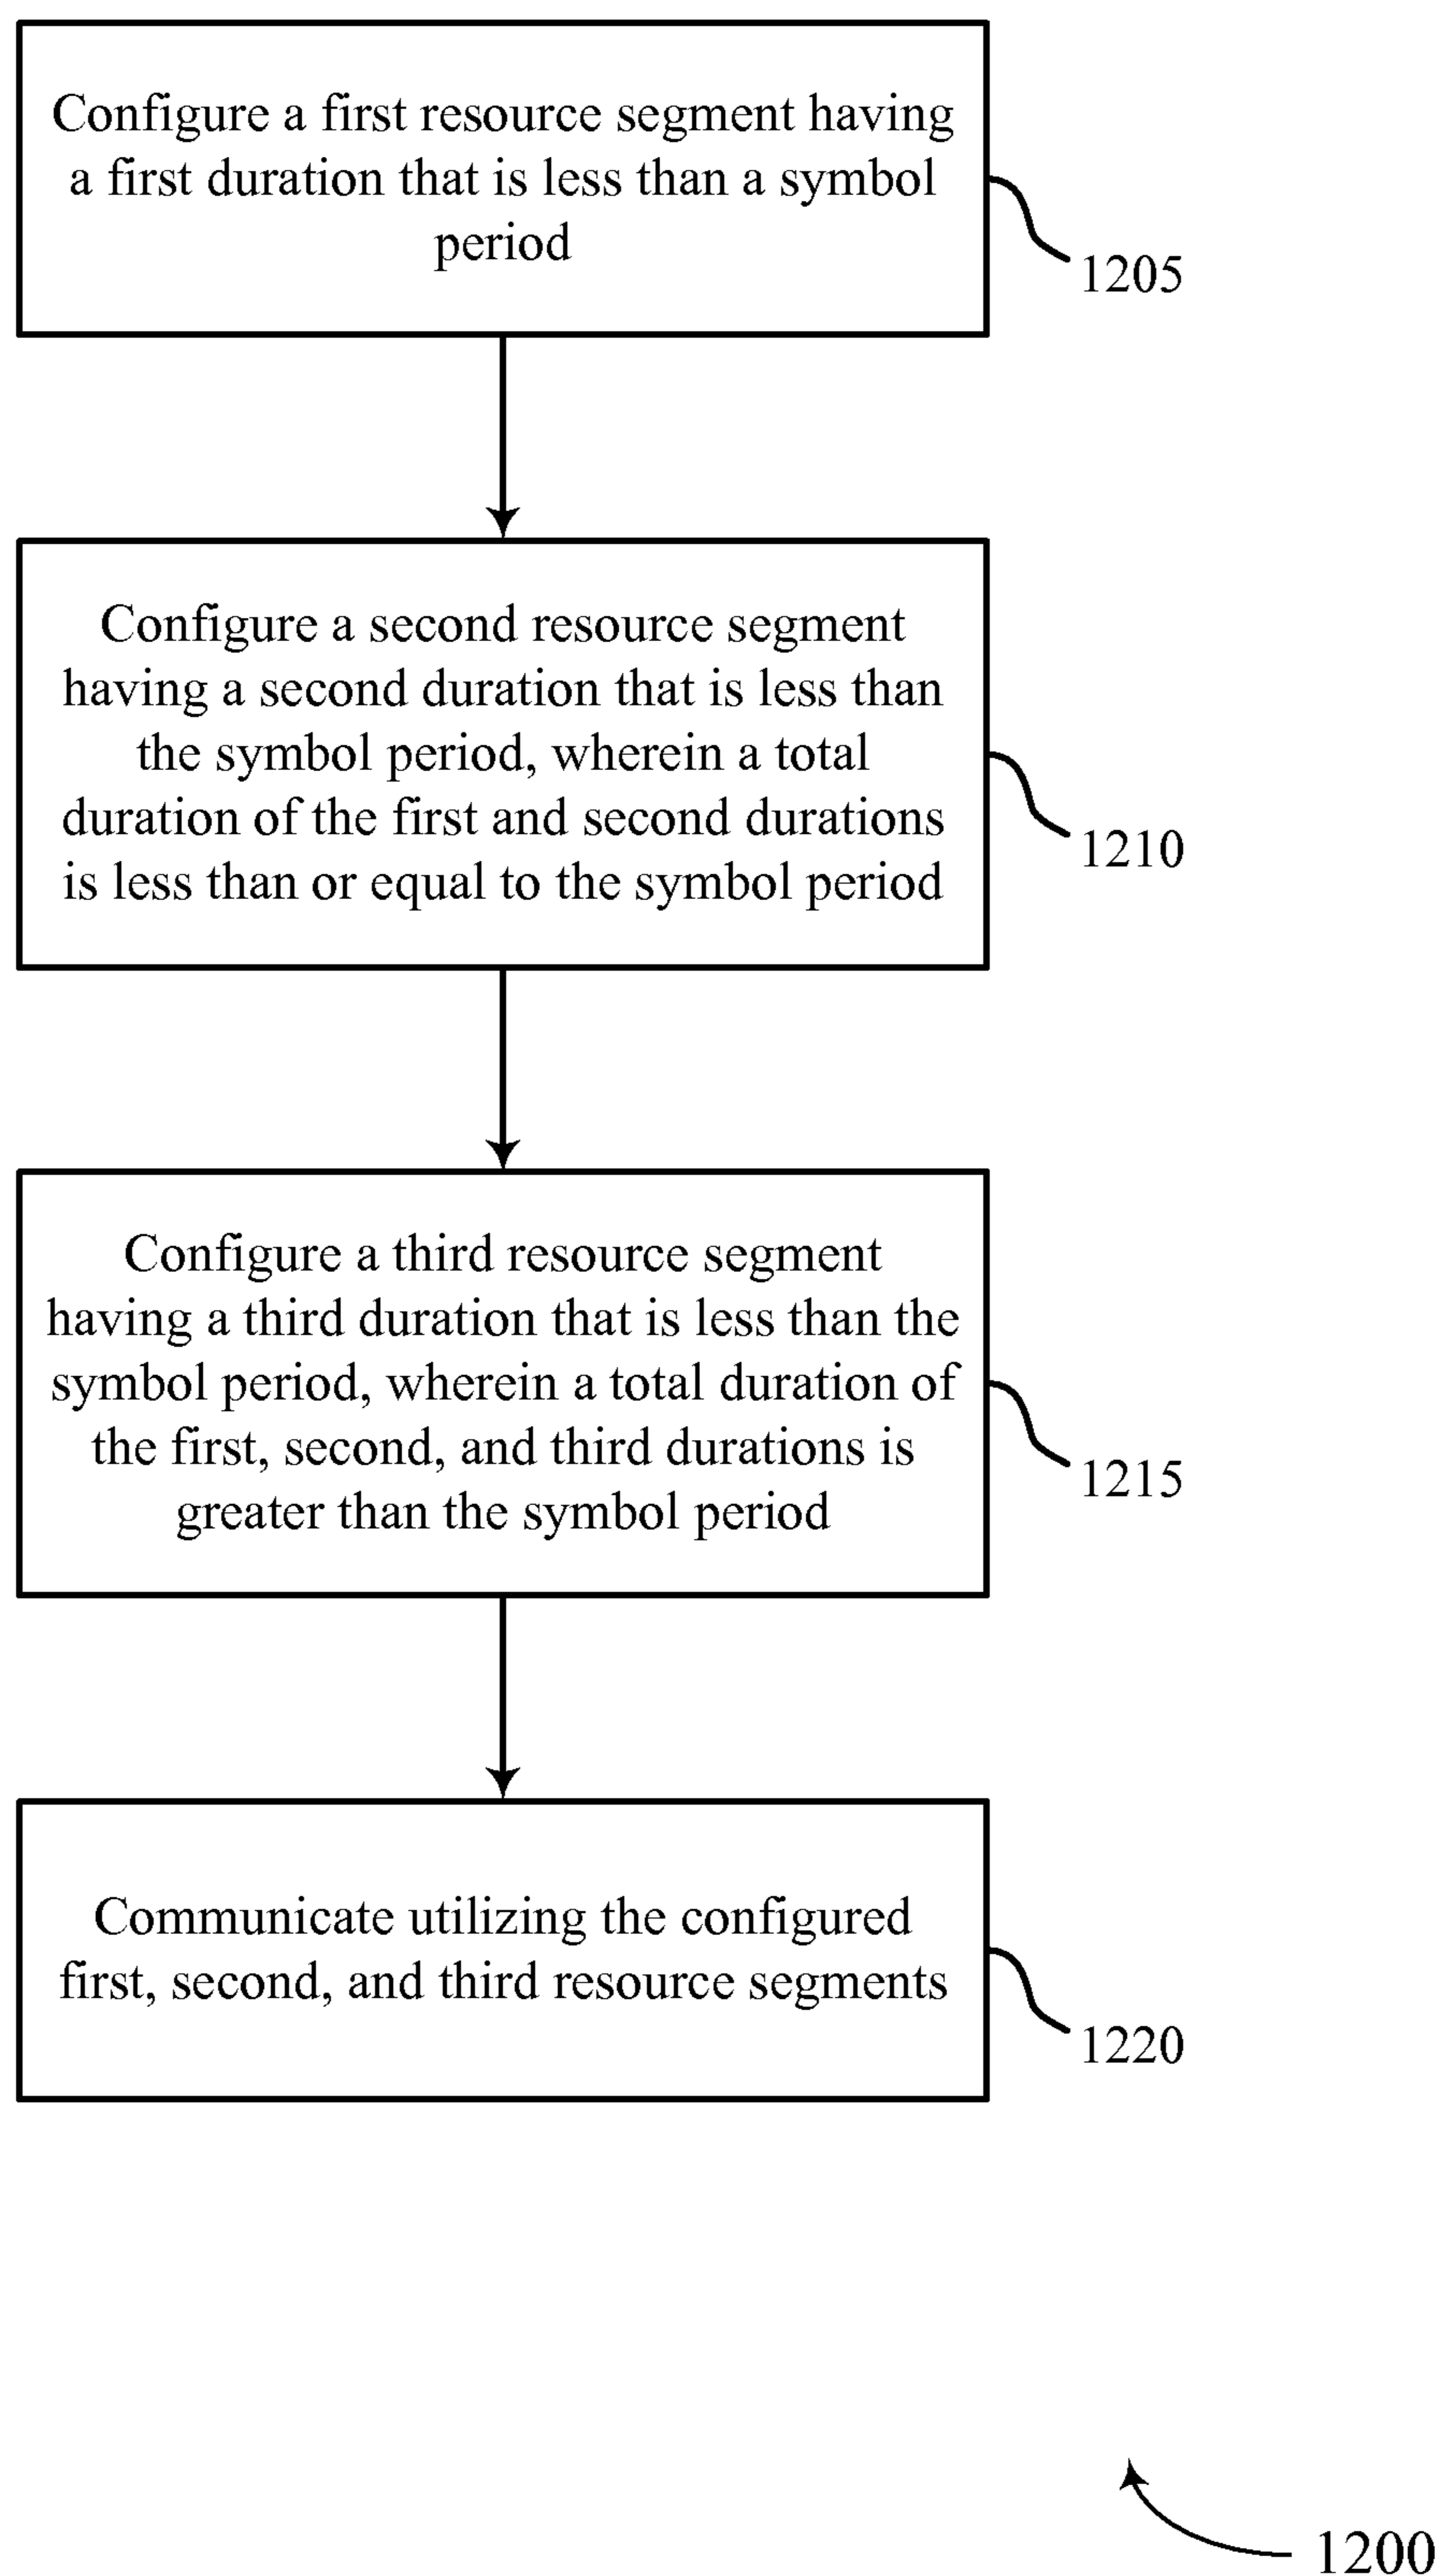 Configure a first resource segment having
a first duration that is less than a symbol
period
1205
Configure a second resource segment
having a second duration that is less than
the symbol period, wherein a total
duration of the first and second durations
is less than or equal to the symbol period
1210
Configure a third resource segment
having a third duration that is less than the
symbol period, wherein a total duration of
the first, second, and third durations is
greater than the symbol period
1215
Communicate utilizing the configured
first, second, and third resource segments
1220
1200